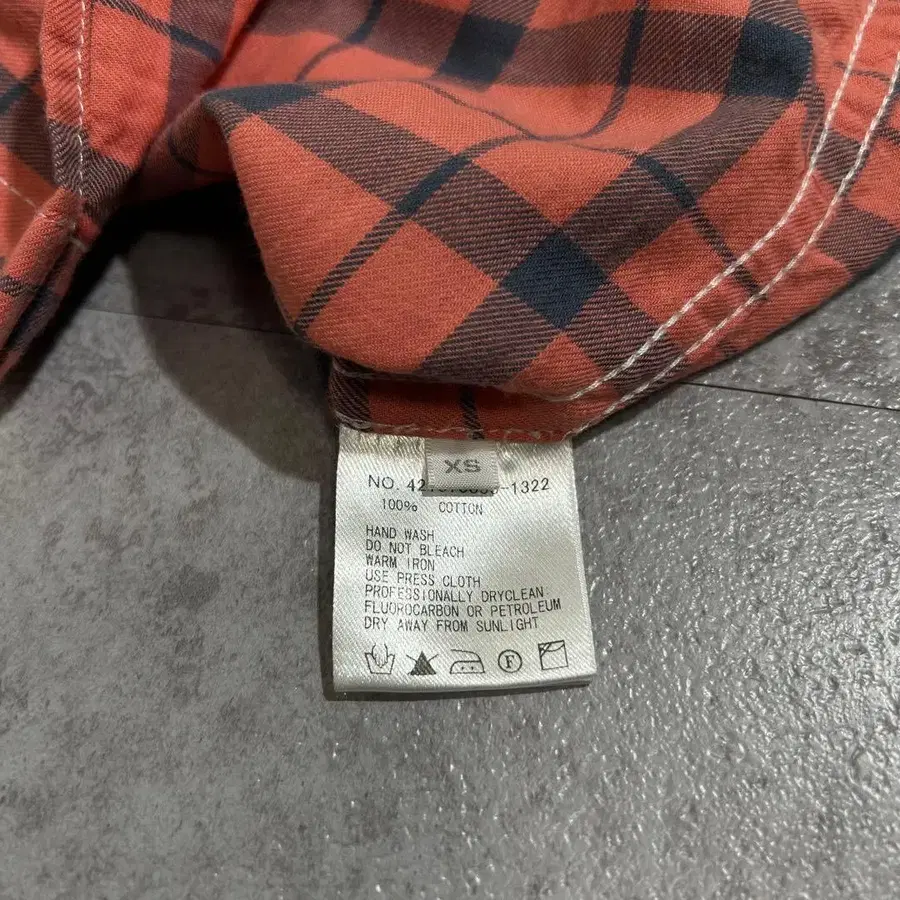 XS
NO. 42 -1322
100% COTTON
HAND WASH
DO NOT BLEACH
WARM IRON
USE PRESS CLOTH
PROFESSIONALLY DRYCLEAN
FLUOROCARBON OR PETROLEUM
DRY AWAY FROM SUNLIGHT
F